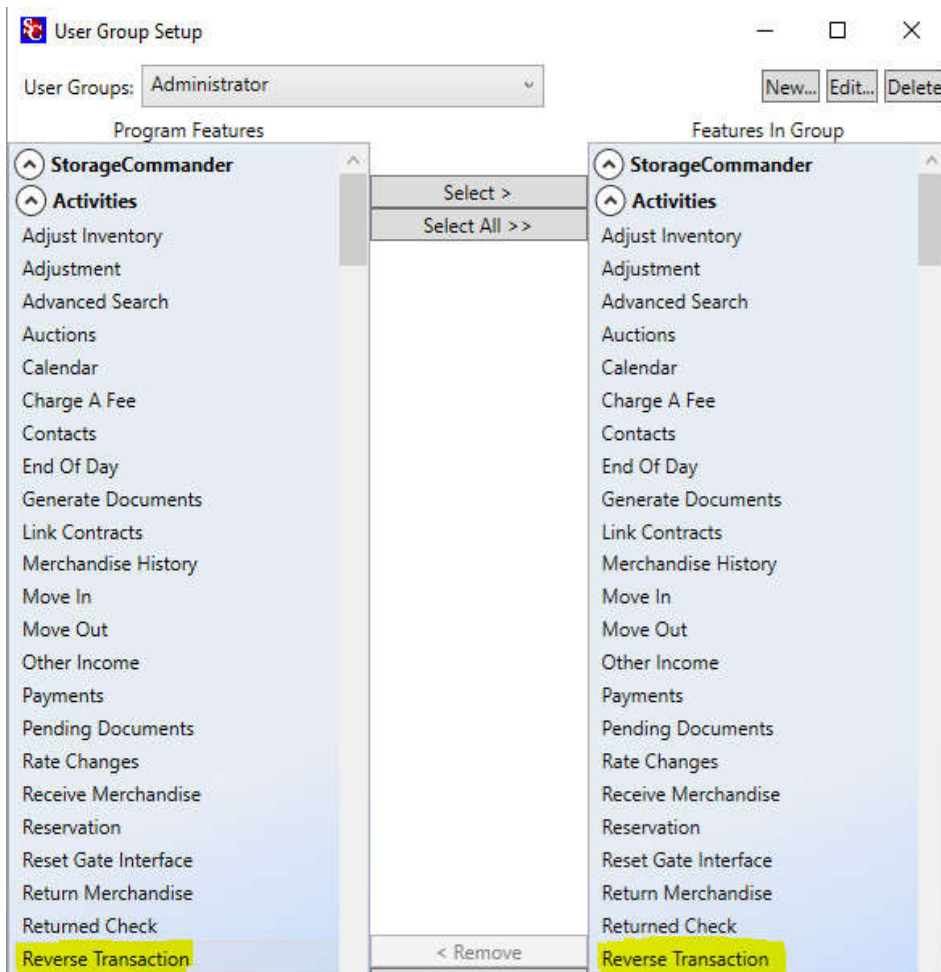 SC User Group Setup
User Groups: Administrator New... Edit... Delete
Program Features
StorageCommander
Activities
Adjust Inventory
Adjustment
Advanced Search
Auctions
Calendar
Charge A Fee
Contacts
End Of Day
Generate Documents
Link Contracts
Merchandise History
Move In
Move Out
Other Income
Payments
Pending Documents
Rate Changes
Receive Merchandise
Reservation
Reset Gate Interface
Return Merchandise
Returned Check
Reverse Transaction
Select >
Select All >>
< Remove
Features In Group
StorageCommander
Activities
Adjust Inventory
Adjustment
Advanced Search
Auctions
Calendar
Charge A Fee
Contacts
End Of Day
Generate Documents
Link Contracts
Merchandise History
Move In
Move Out
Other Income
Payments
Pending Documents
Rate Changes
Receive Merchandise
Reservation
Reset Gate Interface
Return Merchandise
Returned Check
Reverse Transaction